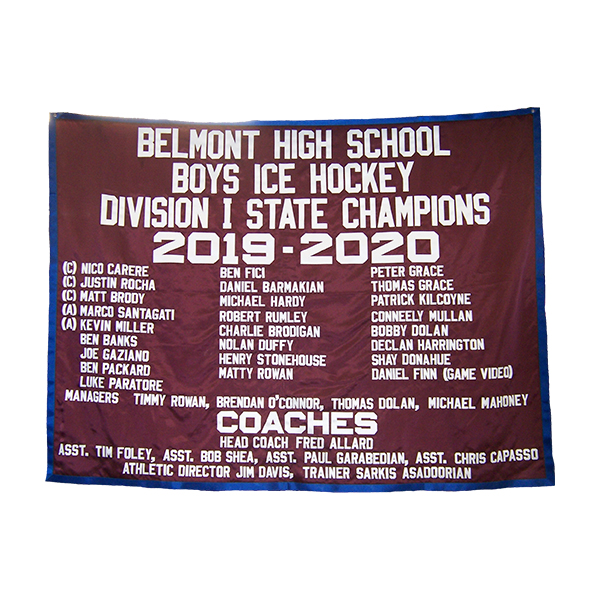 BELMONT HIGH SCHOOL
BOYS ICE HOCKEY
DIVISION I STATE CHAMPIONS
2019-2020
(C) NICO CARERE
(C) JUSTIN ROCHA
(C) MATT BRODY
(A) MARCO SANTAGATI
(A) KEVIN MILLER
BEN BANKS
JOE GAZIANO
BEN PACKARD
LUKE PARATORE
BEN FICI
DANIEL BARMAKIAN
MICHAEL HARDY
ROBERT RUMLEY
CHARLIE BRODIGAN
NOLAN DUFFY
HENRY STONEHOUSE
MATTY ROWAN
PETER GRACE
THOMAS GRACE
PATRICK KILCOYNE
CONNEELY MULLAN
BOBBY DOLAN
DECLAN HARRINGTON
SHAY DONAHUE
DANIEL FINN (GAME VIDEO)
MANAGERS TIMMY ROWAN, BRENDAN O'CONNOR, THOMAS DOLAN, MICHAEL MAHONEY
COACHES
HEAD COACH FRED ALLARD
ASST. TIM FOLEY, ASST. BOB SHEA, ASST. PAUL GARABEDIAN, ASST. CHRIS CAPASSO
ATHLETIC DIRECTOR JIM DAVIS, TRAINER SARKIS ASADOORIAN